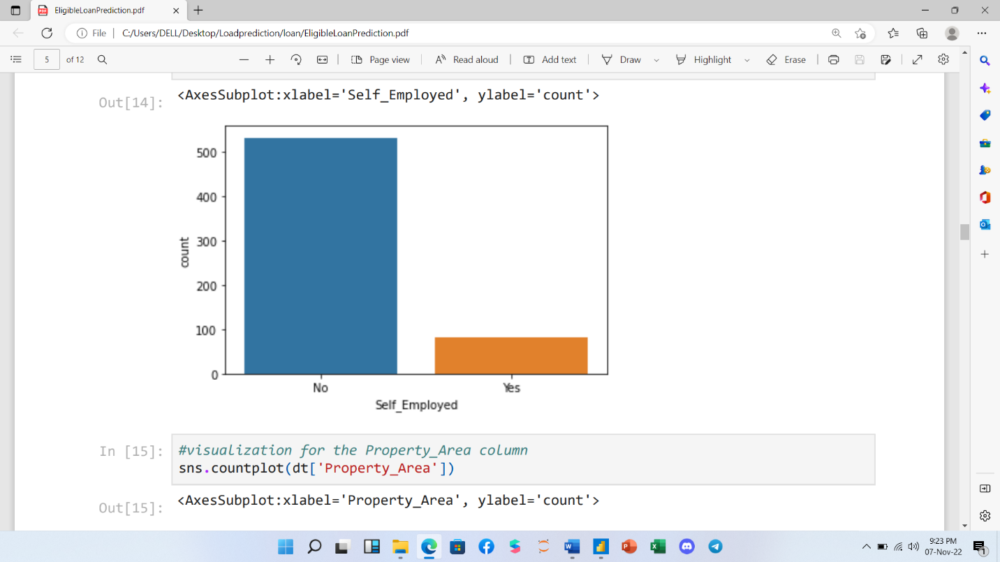 EligibleLoanPrediction.pdf
File
C:/Users/DELL/Desktop/Loadprediction/loan/EligibleLoanPrediction.pdf
5 of 12
Page view
Read aloud
Add text
Draw
Highlight
Erase
Out[14]:
<AxesSubplot:xlabel='Self_Employed', ylabel='count'>
500
400
300
200
100
0
count
No Yes
Self_Employed
In [15]:
#visualization for the Property_Area column
sns.countplot(dt['Property_Area'])
Out[15]:
<AxesSubplot:xlabel='Property_Area', ylabel='count'>
9:23 PM
07-Nov-22
1